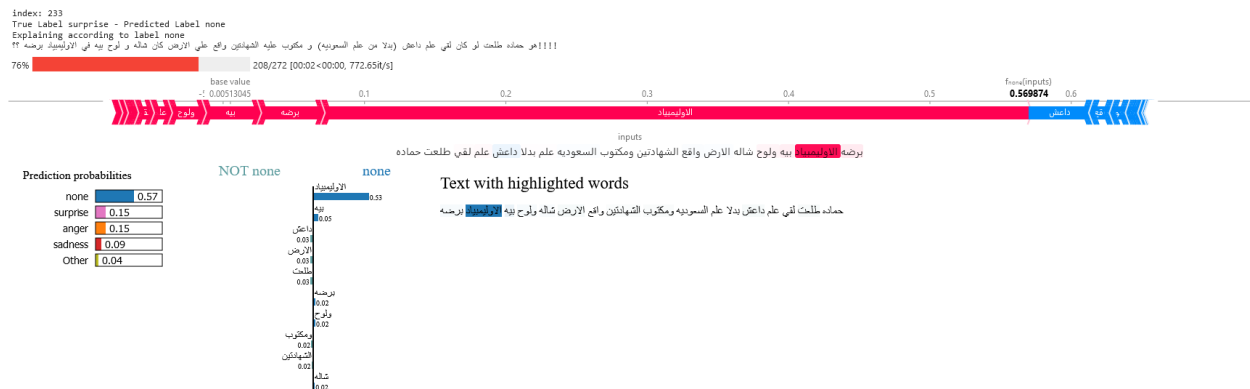 index: 233
True Label surprise - Predicted Label none
Explaining according to label none
!!!!هو حماده طلعت لو كان لقي علم داعش (بدلا من علم السعوديه) و مكتوب عليه الشهادتين واقع علي الارض كان شاله و لوح بيه في الاوليمبياد برضه ؟؟
76% 208/272 [00:02<00:00, 772.65it/s]
base value fnone(inputs)
0.00513045 0.1 0.2 0.3 0.4 0.5 0.569874 0.6
ولوح بيه برضه الاوليمبياد داعش
inputs
حماده طلعت لقي علم داعش بدلا علم السعوديه ومكتوب الشهادتين واقع الارض شاله ولوح بيه الاوليمبياد برضه
Prediction probabilities
none 0.57
surprise 0.15
anger 0.15
sadness 0.09
Other 0.04
NOT none none
الاوليمبياد
0.53
بيه
0.05
داعش
0.03
الارض
0.03
طلعت
0.03
برضه
0.02
ولوح
0.02
ومكتوب
0.02
الشهادتين
0.02
شاله
0.02
Text with highlighted words
حماده طلعت لقي علم داعش بدلا علم السعوديه ومكتوب الشهادتين واقع الارض شاله ولوح بيه الاوليمبياد برضه